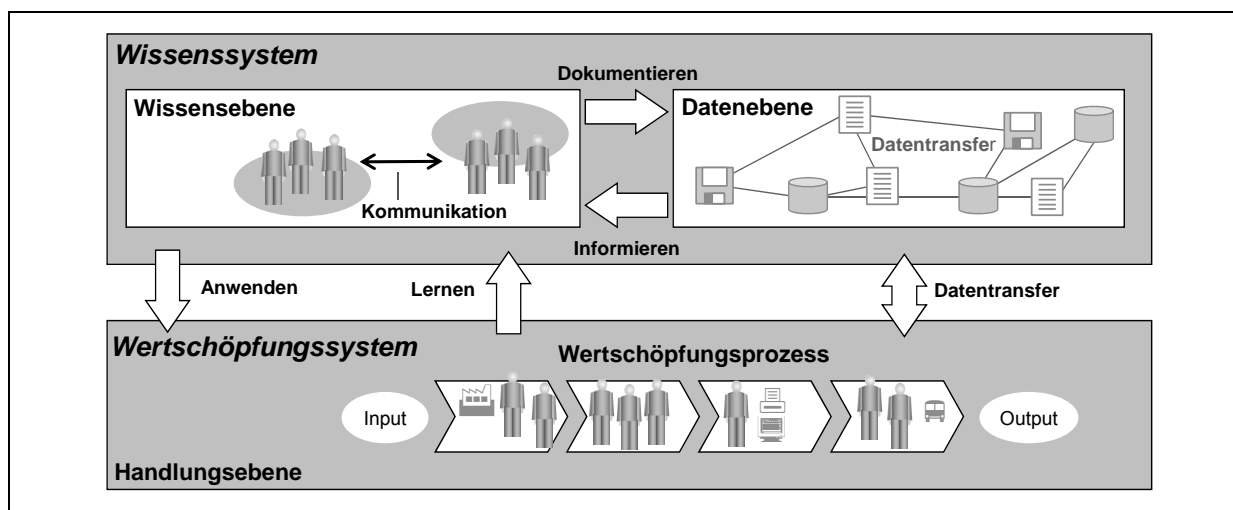 Wissenssystem
Dokumentieren
Wissensebene
Datenebene
Datentransfer
Kommunikation
Informieren
Anwenden
Lernen
Datentransfer
Wertschöpfungssystem
Wertschöpfungsprozess
Input
Output
Handlungsebene